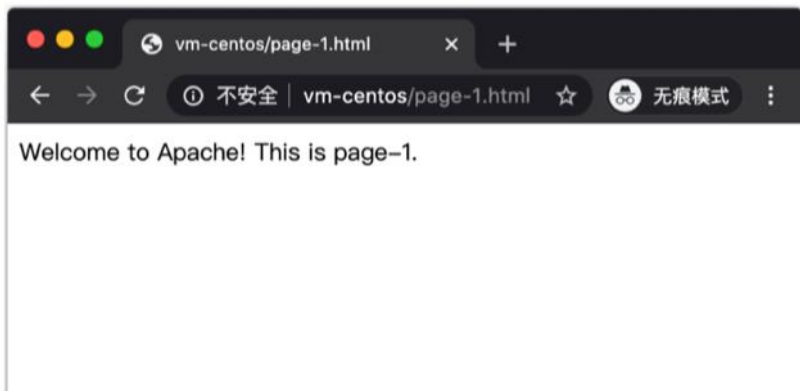 vm-centos/page-1.html
不安全 vm-centos/page-1.html 无痕模式
Welcome to Apache! This is page-1.